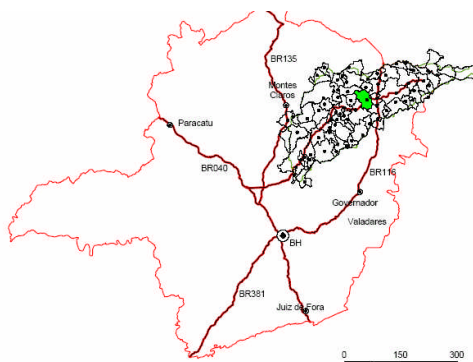 BR135
Montes
Claros
Paracatu
BR040
BR116
Governador
Valadares
BH
BR381
Juiz de Fora
0 150 300